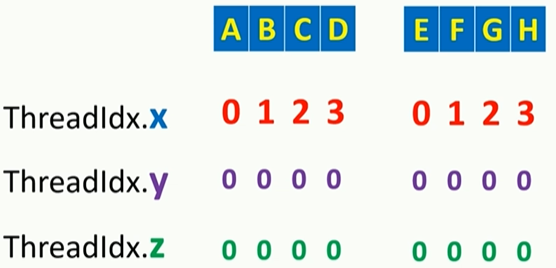 A B C D E F G H
ThreadIdx.x 0 1 2 3 0 1 2 3
ThreadIdx.y 0 0 0 0 0 0 0 0
ThreadIdx.z 0 0 0 0 0 0 0 0